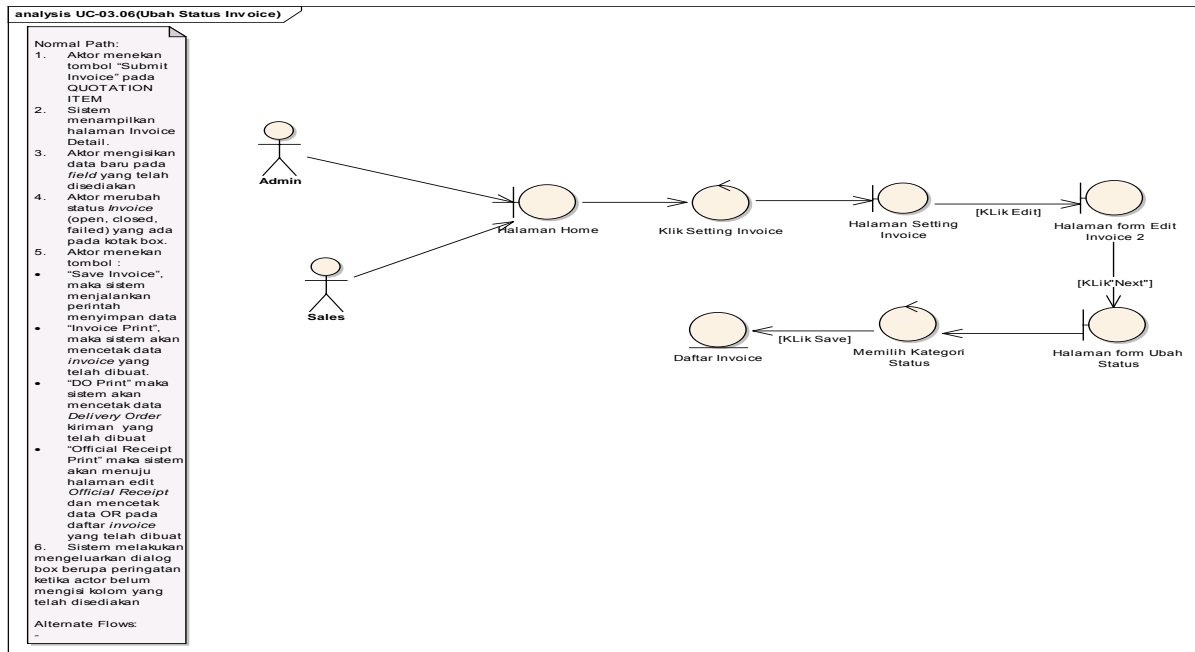 analysis UC-03.06(Ubah Status Invoice)
Normal Path:
1. Aktor menekan
tombol “Submit
Invoice” pada
QUOTATION
ITEM
2. Sistem
menampilkan
halaman Invoice
Detail.
3. Aktor mengisikan
data baru pada
field yang telah
disediakan
4. Aktor merubah
status Invoice
(open, closed,
failed) yang ada
pada kotak box.
5. Aktor menekan
tombol :
• “Save Invoice”,
maka sistem
menjalankan
perintah
menyimpan data
• “Invoice Print”,
maka sistem akan
mencetak data
invoice yang
telah dibuat.
• “DO Print” maka
sistem akan
mencetak data
Delivery Order
kiriman yang
telah dibuat
• “Official Receipt
Print” maka sistem
akan menuju
halaman edit
Official Receipt
dan mencetak
data OR pada
daftar invoice
yang telah dibuat
6. Sistem melakukan
mengeluarkan dialog
box berupa peringatan
ketika actor belum
mengisi kolom yang
telah disediakan
Alternate Flows:
-
Admin
Sales
Halaman Home
Klik Setting Invoice
Halaman Setting
Invoice
[KLik Edit]
Halaman form Edit
Invoice 2
[KLik"Next"]
Halaman form Ubah
Status
Memilih Kategori
Status
[KLik Save]
Daftar Invoice